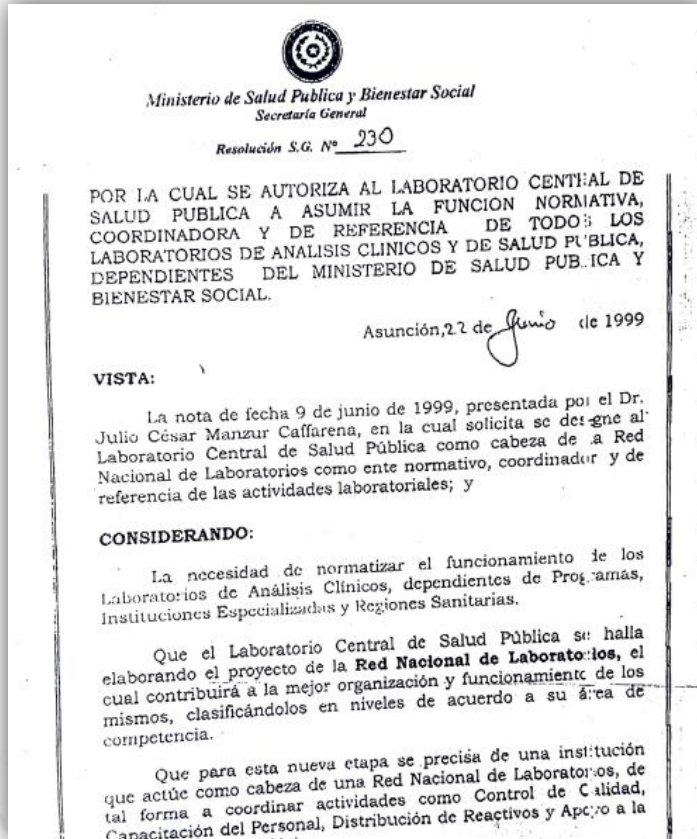 Ministerio de Salud Publica y Bienestar Social
Secretaría General
Resolución S.G. Nº 230
POR LA CUAL SE AUTORIZA AL LABORATORIO CENTRAL DE
SALUD PUBLICA A ASUMIR LA FUNCION NORMATIVA,
COORDINADORA Y DE REFERENCIA DE TODOS LOS
LABORATORIOS DE ANALISIS CLINICOS Y DE SALUD PUBLICA,
DEPENDIENTES DEL MINISTERIO DE SALUD PUBLICA Y
BIENESTAR SOCIAL.
Asunción, 22 de Junio de 1999
VISTA:
La nota de fecha 9 de junio de 1999, presentada por el Dr.
Julio César Manzur Caffarena, en la cual solicita se designe al
Laboratorio Central de Salud Pública como cabeza de la Red
Nacional de Laboratorios como ente normativo, coordinador y de
referencia de las actividades laboratoriales; y
CONSIDERANDO:
La necesidad de normatizar el funcionamiento de los
Laboratorios de Análisis Clínicos, dependientes de Programas,
Instituciones Especializadas y Regiones Sanitarias.
Que el Laboratorio Central de Salud Pública se halla
elaborando el proyecto de la Red Nacional de Laboratorios, el
cual contribuirá a la mejor organización y funcionamiento de los
mismos, clasificándolos en niveles de acuerdo a su área de
competencia.
Que para esta nueva etapa se precisa de una institución
que actúe como cabeza de una Red Nacional de Laboratorios, de
tal forma a coordinar actividades como Control de Calidad,
Capacitación del Personal, Distribución de Reactivos y Apoyo a la